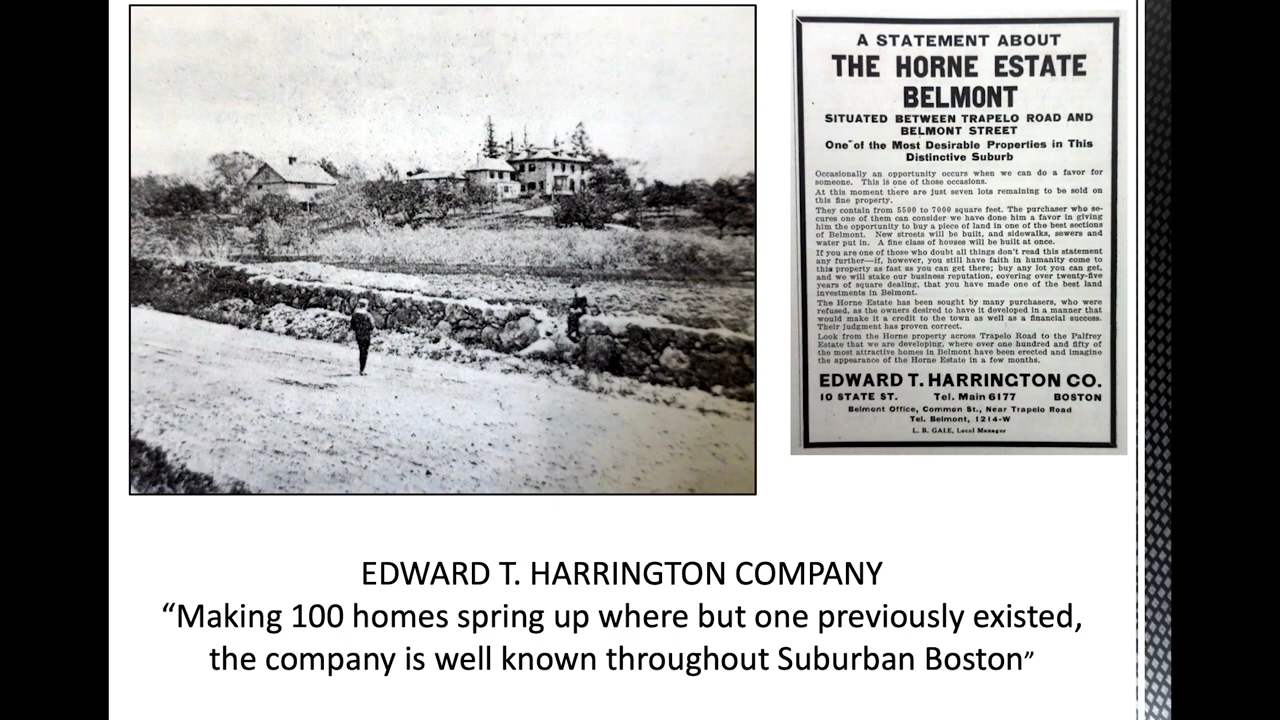 A STATEMENT ABOUT
THE HORNE ESTATE
BELMONT
SITUATED BETWEEN TRAPELO ROAD AND
BELMONT STREET
One of the Most Desirable Properties in This
Distinctive Suburb
Occasionally an opportunity occurs when we can do a favor for
someone. This is one of those occasions.
At this moment there are just seven lots remaining to be sold on
this fine property.
They contain from 5500 to 7000 square feet. The purchaser who se-
cures one of them can consider we have done him a favor in giving
him the opportunity to buy a piece of land in one of the best sections
of Belmont. New streets will be built, and sidewalks, sewers and
water put in. A fine class of houses will be built at once.
If you are one of those who doubt all things don't read this statement
any further—if, however, you still have faith in humanity come to
this property as fast as you can get there; buy any lot you can get,
and we will stake our business reputation, covering over twenty-five
years of square dealing, that you have made one of the best land
investments in Belmont.
The Horne Estate has been sought by many purchasers, who were
refused, as the owners desired to have it developed in a manner that
would make it a credit to the town as well as a financial success.
Their judgment has proven correct.
Look from the Horne property across Trapelo Road to the Palfrey
Estate that we are developing, where over one hundred and fifty of
the most attractive homes in Belmont have been erected and imagine
the appearance of the Horne Estate in a few months.
EDWARD T. HARRINGTON CO.
10 STATE ST. Tel. Main 6177 BOSTON
Belmont Office, Common St., Near Trapelo Road
Tel. Belmont, 1214-W
L. B. GALE, Local Manager
EDWARD T. HARRINGTON COMPANY
“Making 100 homes spring up where but one previously existed,
the company is well known throughout Suburban Boston”